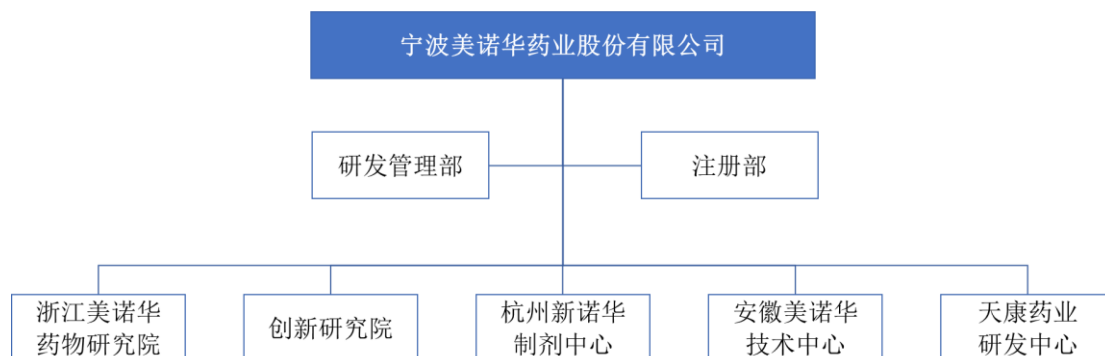 宁波美诺华药业股份有限公司
研发管理部
注册部
浙江美诺华
药物研究院
创新研究院
杭州新诺华
制剂中心
安徽美诺华
技术中心
天康药业
研发中心